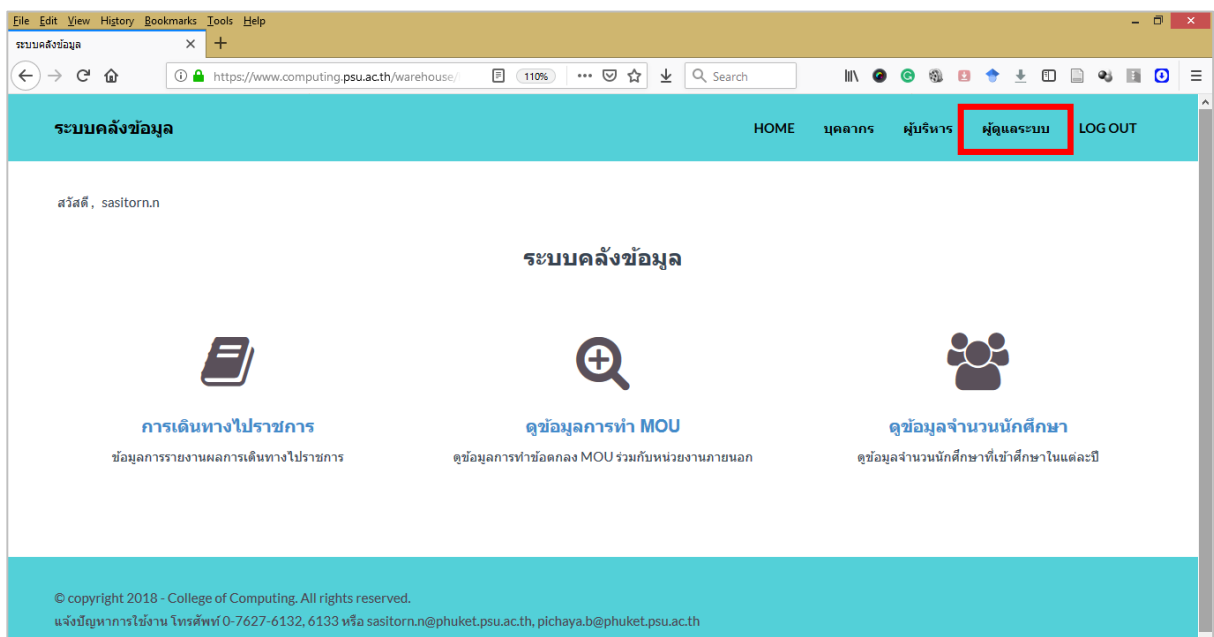 File Edit View History Bookmarks Tools Help
ระบบคลังข้อมูล
https://www.computing.psu.ac.th/warehouse/ 110% Search
ระบบคลังข้อมูล HOME บุคลากร ผู้บริหาร ผู้ดูแลระบบ LOG OUT
สวัสดี , sasitorn.n
ระบบคลังข้อมูล
การเดินทางไปราชการ ดูข้อมูลการทำ MOU ดูข้อมูลจำนวนนักศึกษา
ข้อมูลการรายงานผลการเดินทางไปราชการ ดูข้อมูลการทำข้อตกลง MOU ร่วมกับหน่วยงานภายนอก ดูข้อมูลจำนวนนักศึกษาที่เข้าศึกษาในแต่ละปี
© copyright 2018 - College of Computing. All rights reserved.
แจ้งปัญหาการใช้งาน โทรศัพท์ 0-7627-6132, 6133 หรือ sasitorn.n@phuket.psu.ac.th, pichaya.b@phuket.psu.ac.th